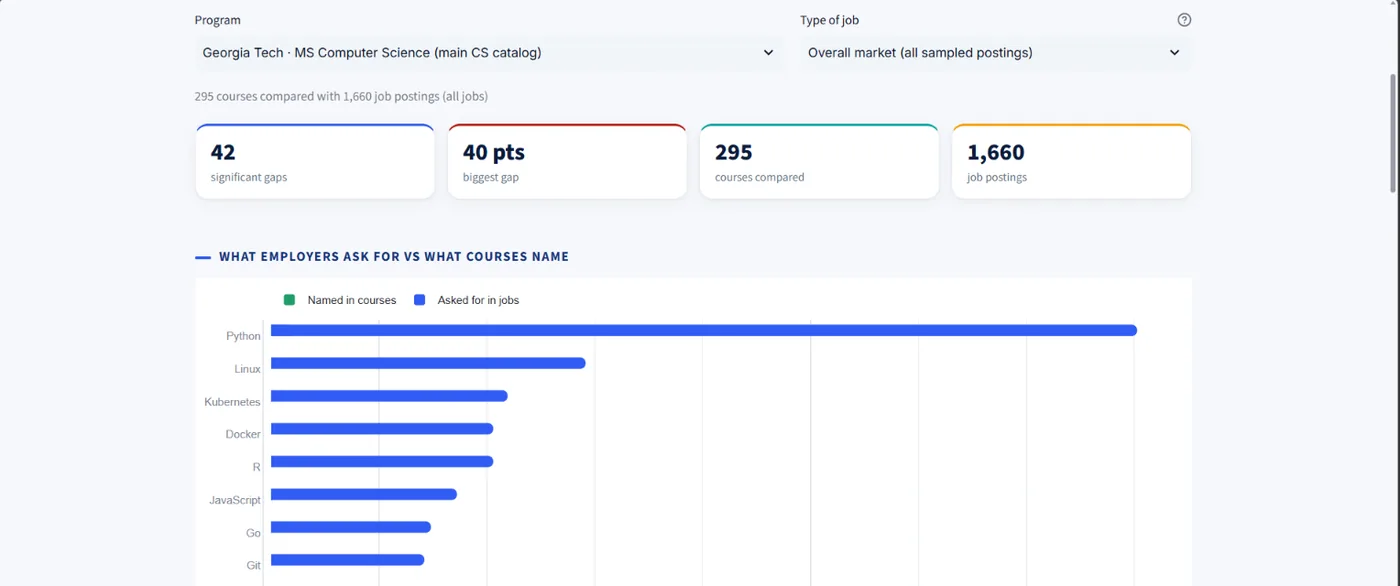 Program
Type of job
Georgia Tech · MS Computer Science (main CS catalog)
Overall market (all sampled postings)
295 courses compared with 1,660 job postings (all jobs)
42
significant gaps
40 pts
biggest gap
295
courses compared
1,660
job postings
WHAT EMPLOYERS ASK FOR VS WHAT COURSES NAME
Named in courses
Asked for in jobs
Python
Linux
Kubernetes
Docker
R
JavaScript
Go
Git